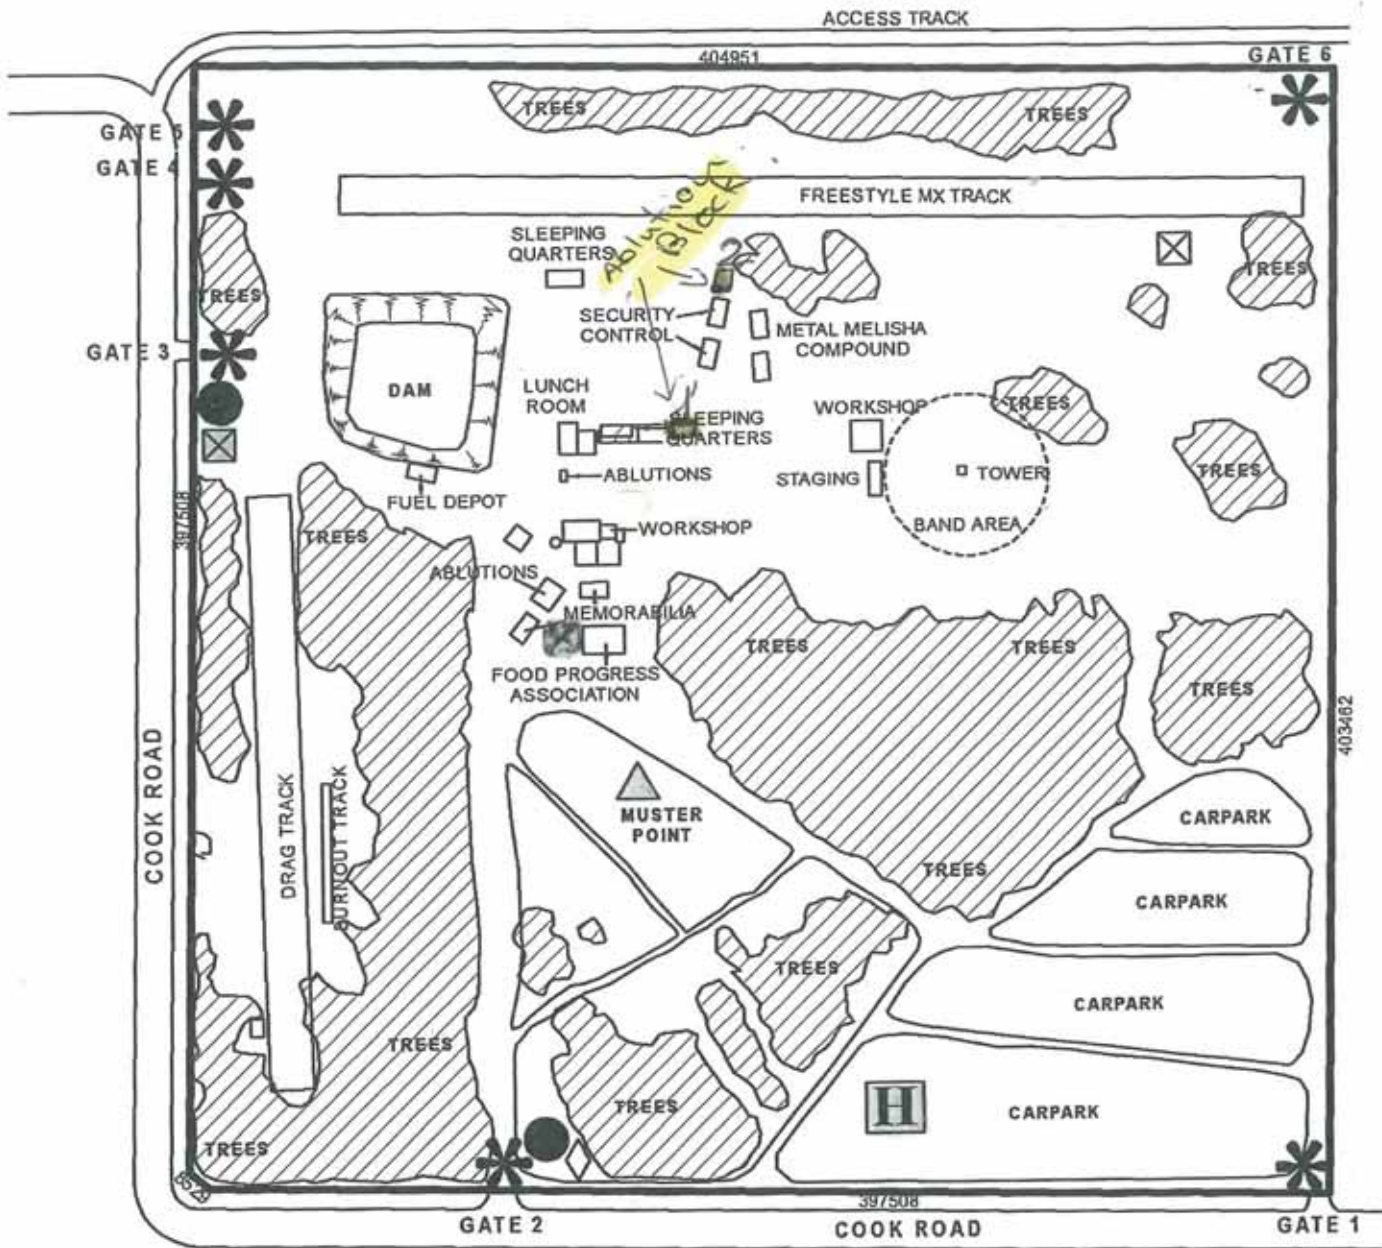 ACCESS TRACK
404951
GATE 6
TREES
TREES
GATE 5
GATE 4
FREESTYLE MX TRACK
Ablution
Block
2
SLEEPING
QUARTERS
TREES
TREES
SECURITY
CONTROL
METAL MELISHA
COMPOUND
GATE 3
DAM
LUNCH
ROOM
SLEEPING
QUARTERS
WORKSHOP
TREES
ABLUTIONS
STAGING
TOWER
TREES
FUEL DEPOT
397508
BAND AREA
WORKSHOP
TREES
ABLUTIONS
MEMORABILIA
TREES
TREES
FOOD PROGRESS
ASSOCIATION
TREES
403462
COOK ROAD
DRAG TRACK
BURNOUT TRACK
MUSTER
POINT
CARPARK
TREES
CARPARK
TREES
CARPARK
TREES
TREES
H
CARPARK
TREES
8529
397508
GATE 2
COOK ROAD
GATE 1